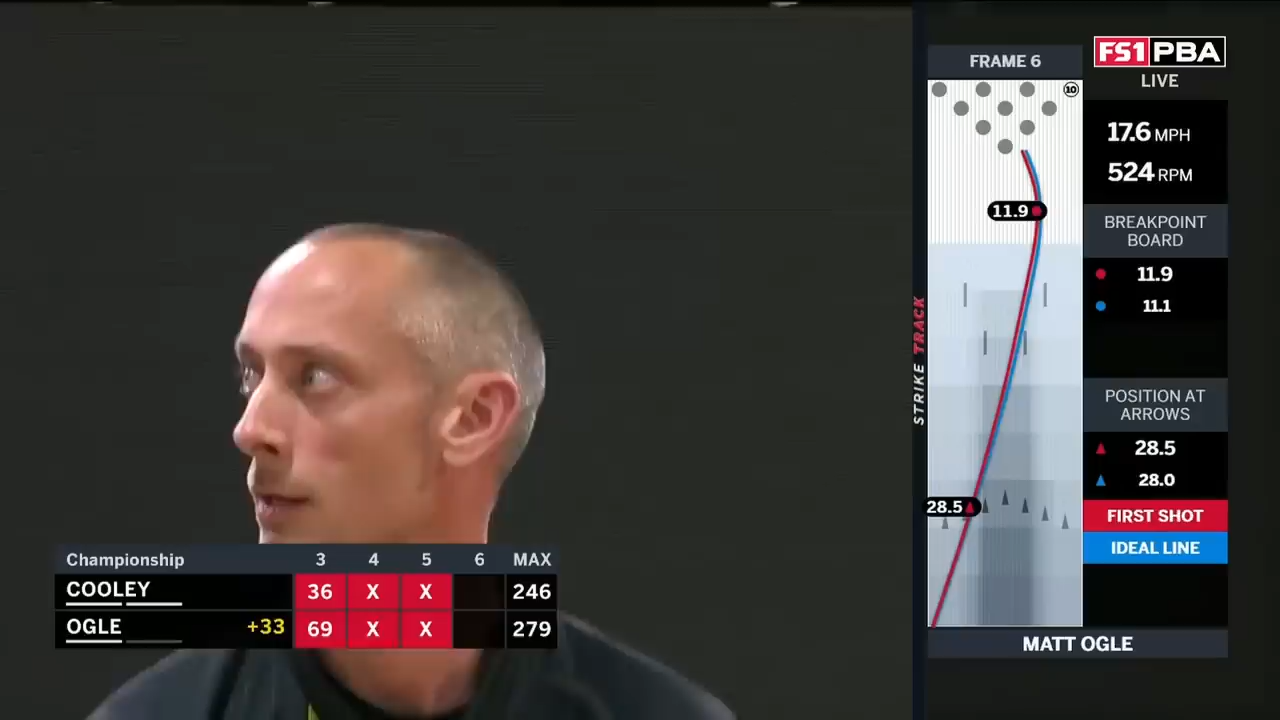 FRAME 6
10
11.9
28.5
STRIKE TRACK
FS1 PBA
LIVE
17.6 MPH
524 RPM
BREAKPOINT
BOARD
11.9
11.1
POSITION AT
ARROWS
28.5
28.0
FIRST SHOT
IDEAL LINE
MATT OGLE
Championship 3 4 5 6 MAX
COOLEY 36 X X 246
OGLE +33 69 X X 279